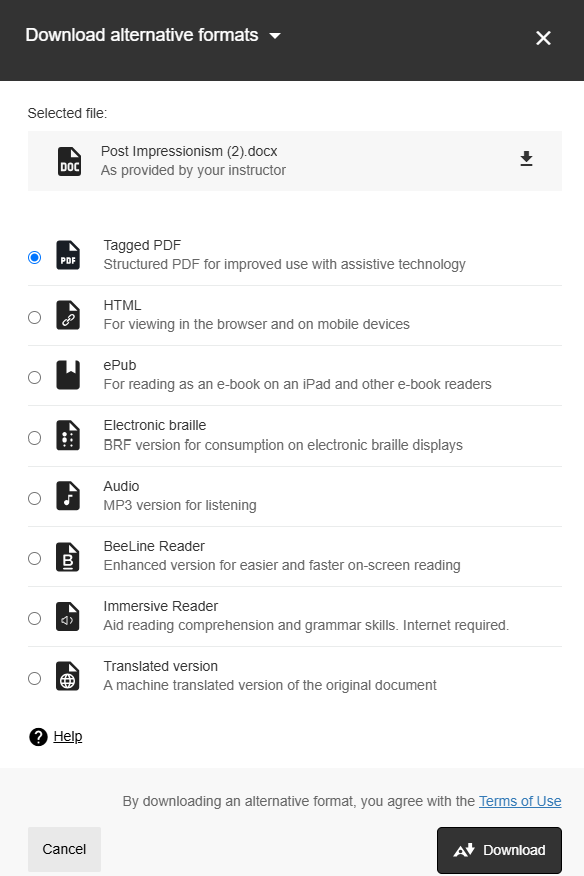 Download alternative formats
Selected file:
DOC
Post Impressionism (2).docx
As provided by your instructor
PDF
Tagged PDF
Structured PDF for improved use with assistive technology
HTML
For viewing in the browser and on mobile devices
ePub
For reading as an e-book on an iPad and other e-book readers
Electronic braille
BRF version for consumption on electronic braille displays
Audio
MP3 version for listening
B
BeeLine Reader
Enhanced version for easier and faster on-screen reading
Immersive Reader
Aid reading comprehension and grammar skills. Internet required.
Translated version
A machine translated version of the original document
? Help
By downloading an alternative format, you agree with the Terms of Use
Cancel
A Download